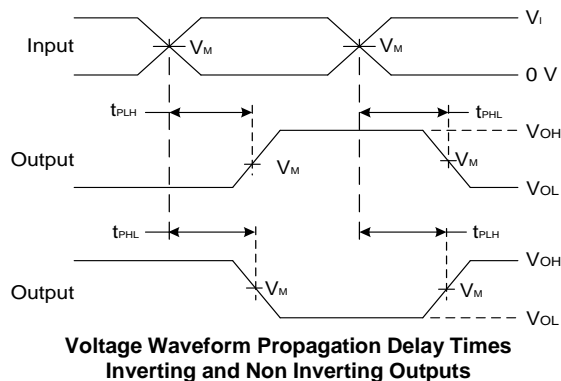 Input
VM
VM
VI
0 V
tPLH
tPHL
Output
VM
VM
VOH
VOL
tPHL
tPLH
Output
VM
VM
VOH
VOL
Voltage Waveform Propagation Delay Times
Inverting and Non Inverting Outputs